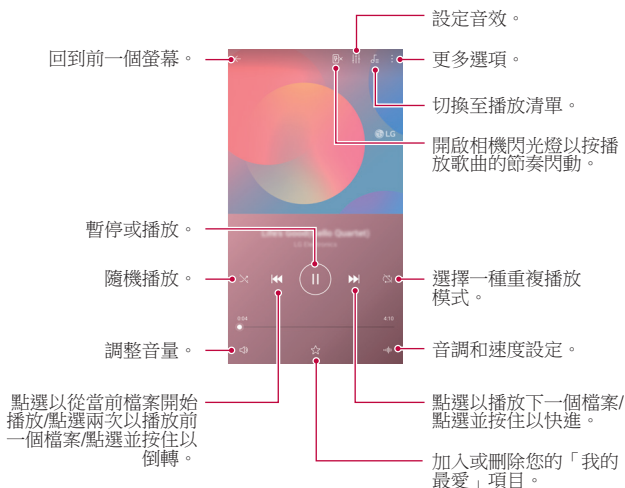 設定音效。
回到前一個螢幕。
更多選項。
切換至播放清單。
開啟相機閃光燈以按播
放歌曲的節奏閃動。
LG
暫停或播放。
隨機播放。
選擇一種重複播放
模式。
0:04
4:10
調整音量。
音調和速度設定。
點選以從當前檔案開始
播放/點選兩次以播放前
一個檔案/點選並按住以
倒轉。
點選以播放下一個檔案/
點選並按住以快進。
加入或刪除您的「我的
最愛」項目。